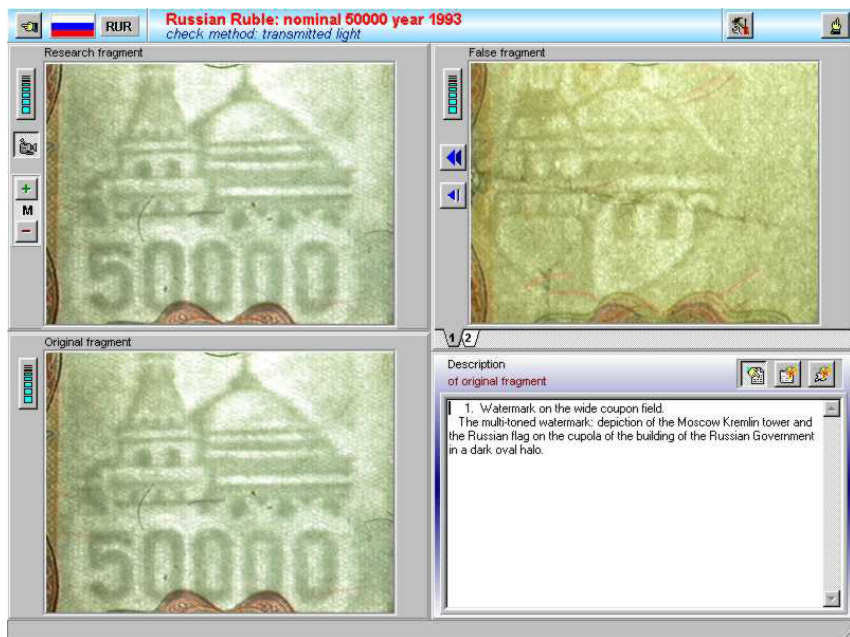 RUR
Russian Ruble: nominal 50000 year 1993
check method: transmitted light
Research fragment
M
50000
False fragment
1 2
Original fragment
50000
Description
of original fragment
1. Watermark on the wide coupon field.
The multi-toned watermark: depiction of the Moscow Kremlin tower and
the Russian flag on the cupola of the building of the Russian Government
in a dark oval halo.